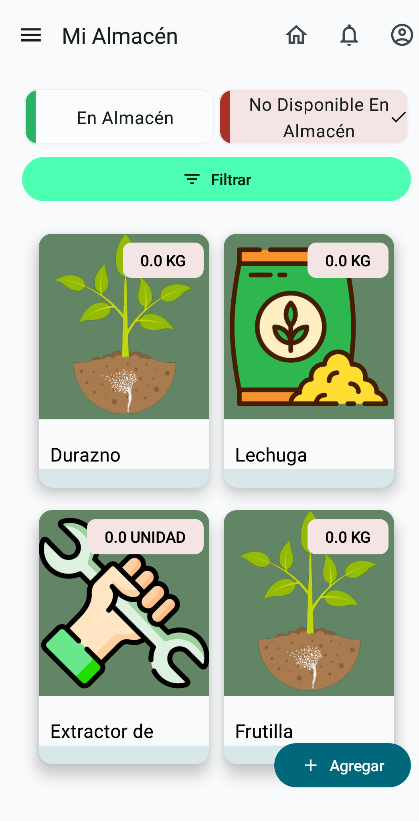 Mi Almacén
En Almacén
No Disponible En
Almacén
Filtrar
0.0 KG
0.0 KG
Durazno
Lechuga
0.0 UNIDAD
0.0 KG
Extractor de
Frutilla
Agregar